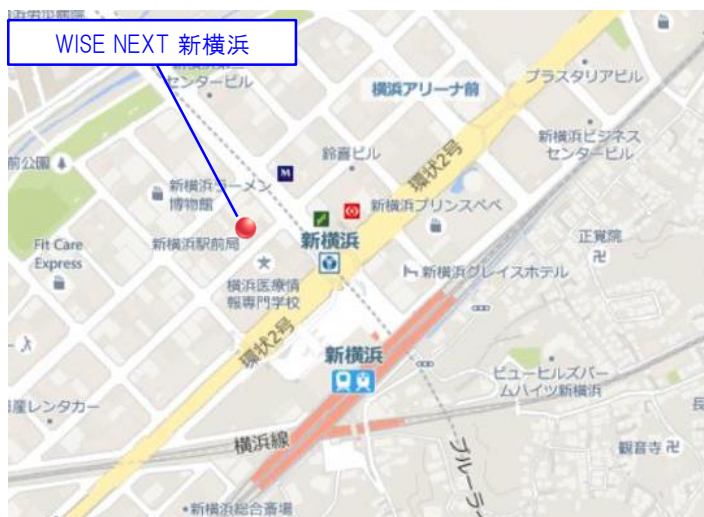 WISE NEXT 新横浜
センタービル
横浜アリーナ前
プラスタリアビル
新横浜ビジネス
センタービル
前公園
鈴喜ビル
環状2号
M
新横浜ラーメン
博物館
新横浜プリンスペペ
新横浜駅前局
新横浜
正覚院
Fit Care
Express
横浜医療情
報専門学校
新横浜グレイスホテル
環状2号
新横浜
ビューヒルズパー
ムハイツ新横浜
産レンタカー
横浜線
観音寺
ブルーライ
新横浜総合斎場